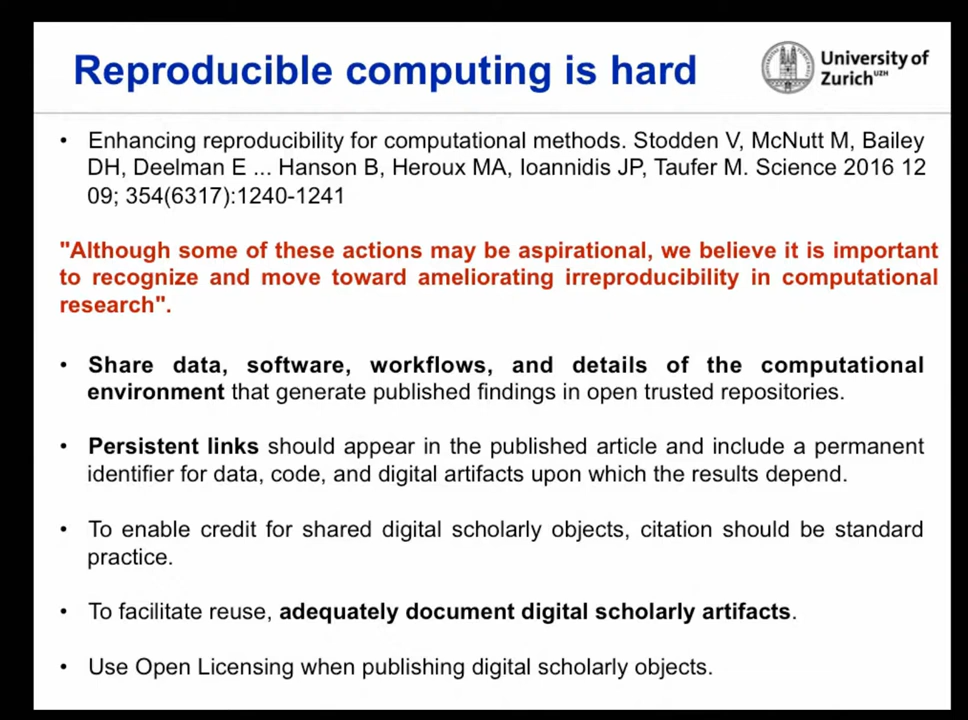 Reproducible computing is hard
University of
Zurich UZH
• Enhancing reproducibility for computational methods. Stodden V, McNutt M, Bailey
DH, Deelman E ... Hanson B, Heroux MA, Ioannidis JP, Taufer M. Science 2016 12
09; 354(6317):1240-1241
"Although some of these actions may be aspirational, we believe it is important
to recognize and move toward ameliorating irreproducibility in computational
research".
• Share data, software, workflows, and details of the computational
environment that generate published findings in open trusted repositories.
• Persistent links should appear in the published article and include a permanent
identifier for data, code, and digital artifacts upon which the results depend.
• To enable credit for shared digital scholarly objects, citation should be standard
practice.
• To facilitate reuse, adequately document digital scholarly artifacts.
• Use Open Licensing when publishing digital scholarly objects.